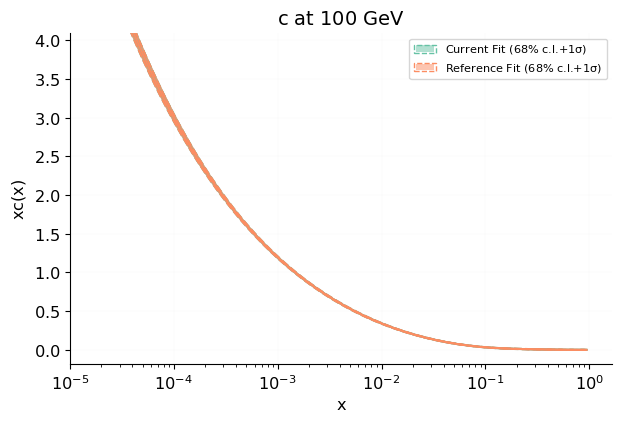 c at 100 GeV
Current Fit (68% c.l.+1σ)
Reference Fit (68% c.l.+1σ)
xc(x)
4.0
3.5
3.0
2.5
2.0
1.5
1.0
0.5
0.0
10⁻⁵ 10⁻⁴ 10⁻³ 10⁻² 10⁻¹ 10⁰
x